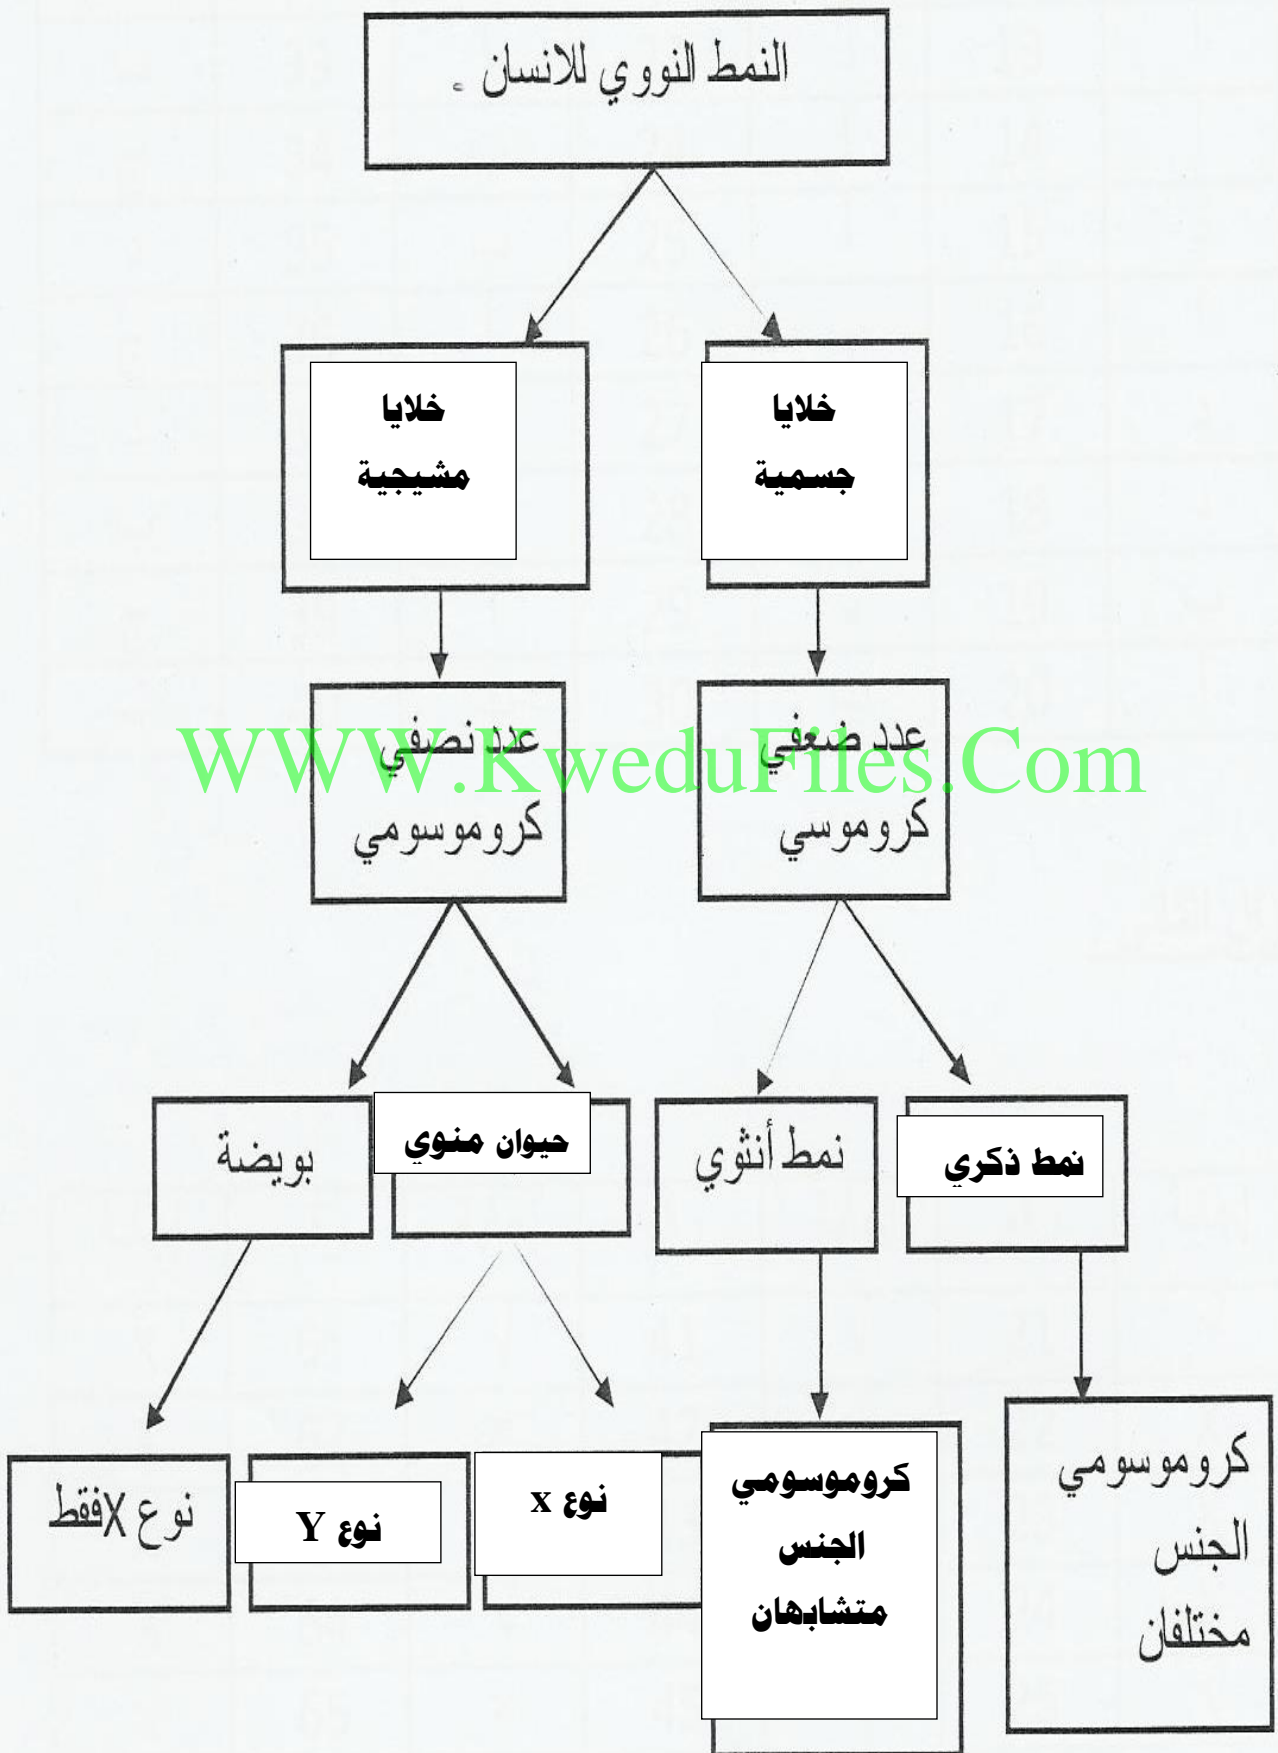 النمط النووي للانسان .
خلايا
جسمية
خلايا
مشيجية
عدد ضعفي
كروموسي
عدد نصفي
كروموسومي
WWW.KweduFiles.Com
نمط ذكري
نمط أنثوي
حيوان منوي
بويضة
كروموسومي
الجنس
مختلفان
كروموسومي
الجنس
متشابهان
نوع x
نوع Y
نوع Xفقط